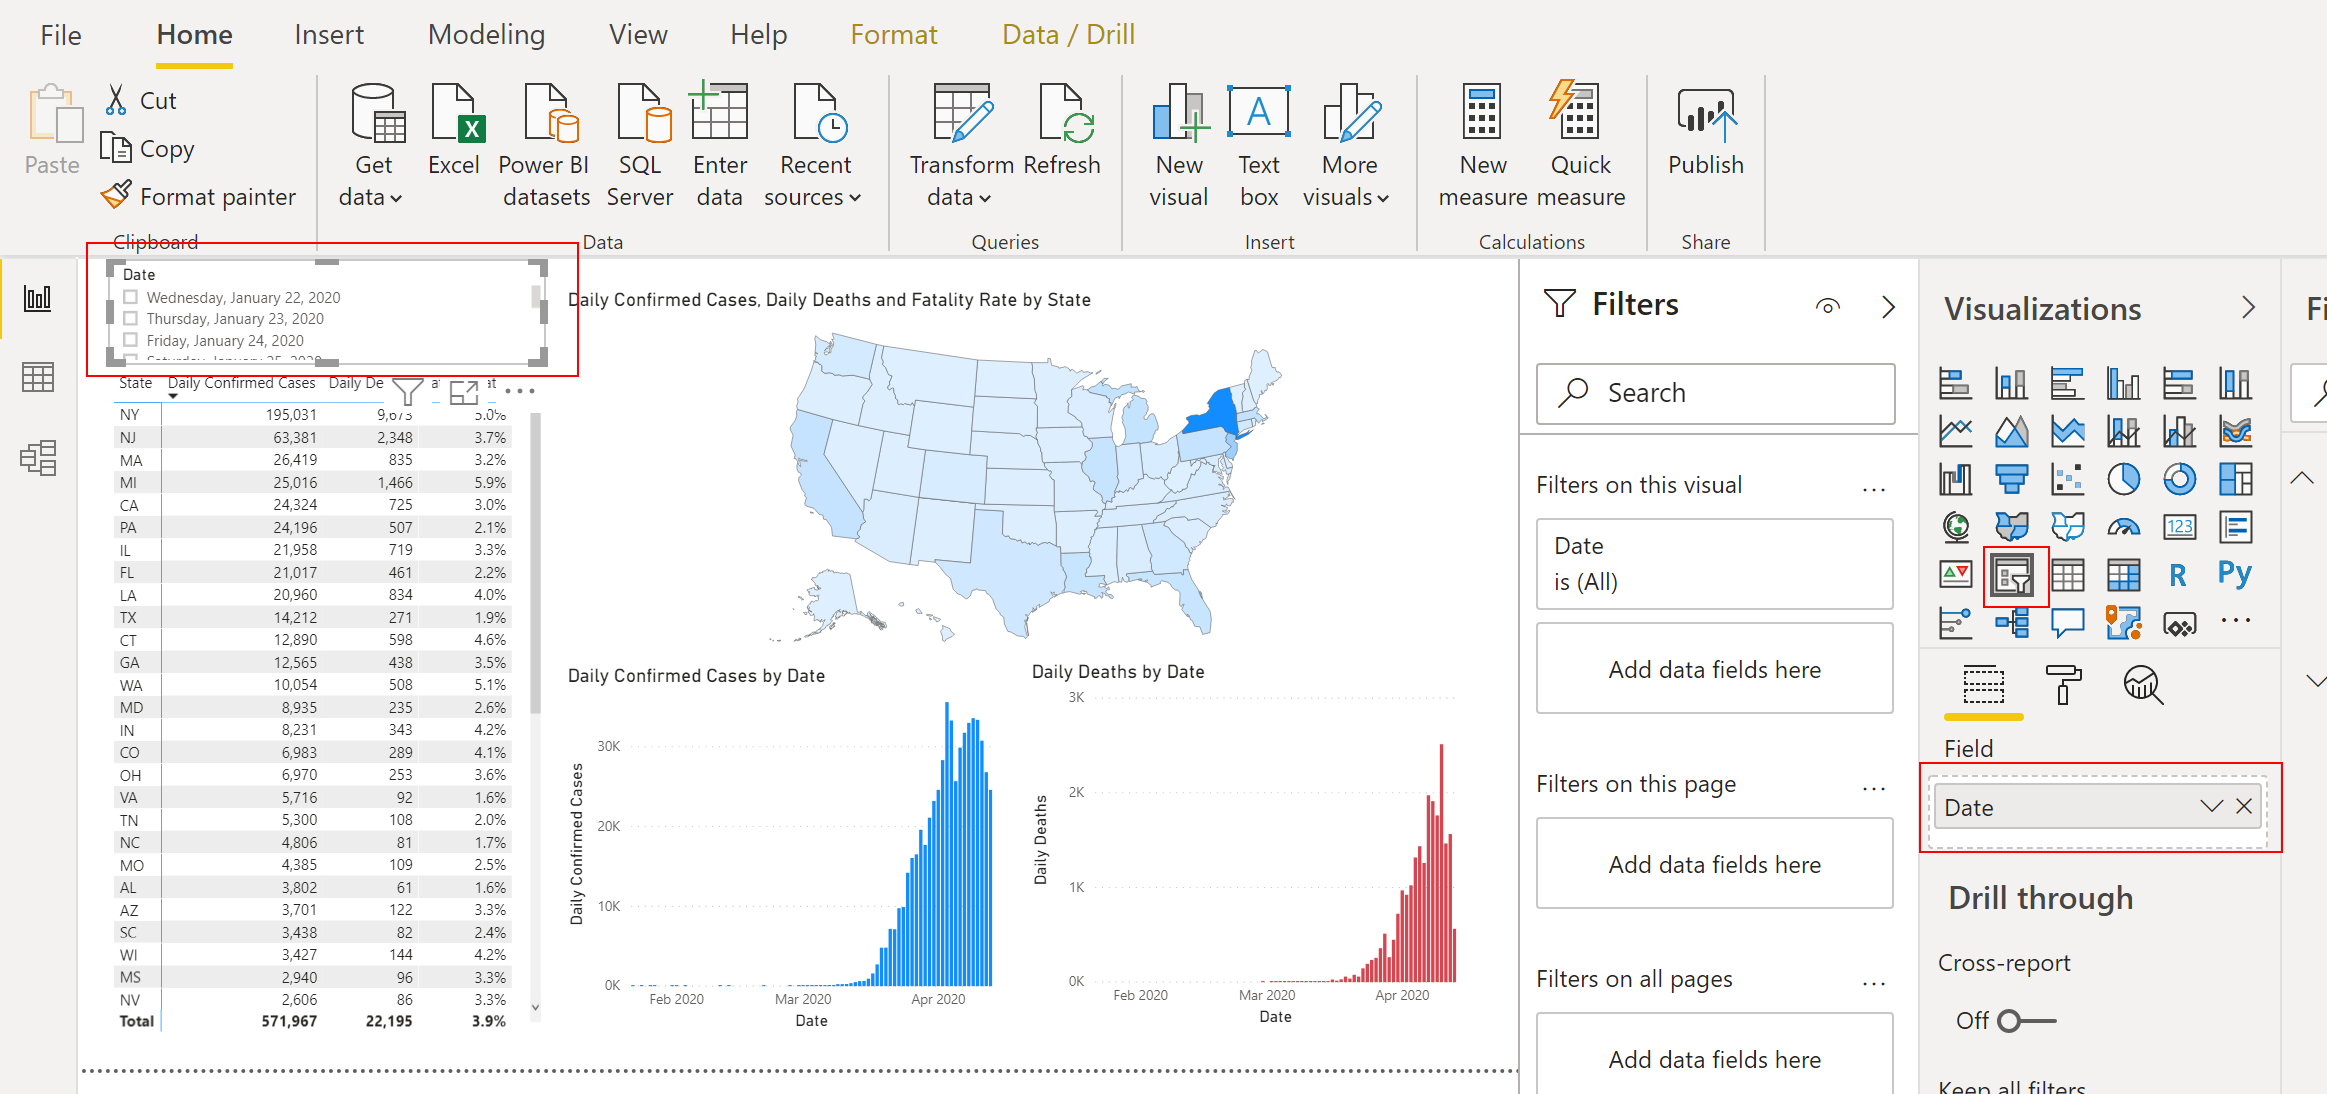 File Home Insert Modeling View Help Format Data / Drill
Paste
Cut
Copy
Format painter
Clipboard
Get data
Excel
Power BI datasets
SQL Server
Enter data
Recent sources
Data
Transform data
Refresh
Queries
New visual
A
Text box
More visuals
Insert
New measure
Quick measure
Calculations
Publish
Share
Date
Wednesday, January 22, 2020
Thursday, January 23, 2020
Friday, January 24, 2020
Saturday, January 25, 2020
State Daily Confirmed Cases Daily De
NY 195,031 9,673 5.0%
NJ 63,381 2,348 3.7%
MA 26,419 835 3.2%
MI 25,016 1,466 5.9%
CA 24,324 725 3.0%
PA 24,196 507 2.1%
IL 21,958 719 3.3%
FL 21,017 461 2.2%
LA 20,960 834 4.0%
TX 14,212 271 1.9%
CT 12,890 598 4.6%
GA 12,565 438 3.5%
WA 10,054 508 5.1%
MD 8,935 235 2.6%
IN 8,231 343 4.2%
CO 6,983 289 4.1%
OH 6,970 253 3.6%
VA 5,716 92 1.6%
TN 5,300 108 2.0%
NC 4,806 81 1.7%
MO 4,385 109 2.5%
AL 3,802 61 1.6%
AZ 3,701 122 3.3%
SC 3,438 82 2.4%
WI 3,427 144 4.2%
MS 2,940 96 3.3%
NV 2,606 86 3.3%
Total 571,967 22,195 3.9%
Daily Confirmed Cases, Daily Deaths and Fatality Rate by State
Daily Confirmed Cases by Date
Daily Confirmed Cases
30K
20K
10K
0K
Feb 2020 Mar 2020 Apr 2020
Date
Daily Deaths by Date
Daily Deaths
3K
2K
1K
0K
Feb 2020 Mar 2020 Apr 2020
Date
Filters
Search
Filters on this visual ...
Date
is (All)
Add data fields here
Filters on this page ...
Add data fields here
Filters on all pages ...
Add data fields here
Visualizations
123
R Py
...
Field
Date
Drill through
Cross-report
Off
Keep all filters
Fi